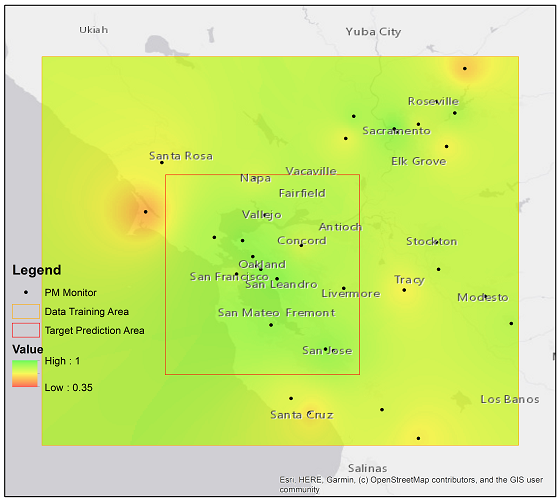 Ukiah
Yuba City
Roseville
Sacramento
Santa Rosa
Elk Grove
Vacaville
Napa
Fairfield
Vallejo
Antioch
Concord
Stockton
Oakland
San Francisco
San Leandro
Tracy
Livermore
Modesto
San Mateo Fremont
San Jose
Los Banos
Santa Cruz
Salinas
Legend
PM Monitor
Data Training Area
Target Prediction Area
Value
High : 1
Low : 0.35
Esri, HERE, Garmin, (c) OpenStreetMap contributors, and the GIS user
community